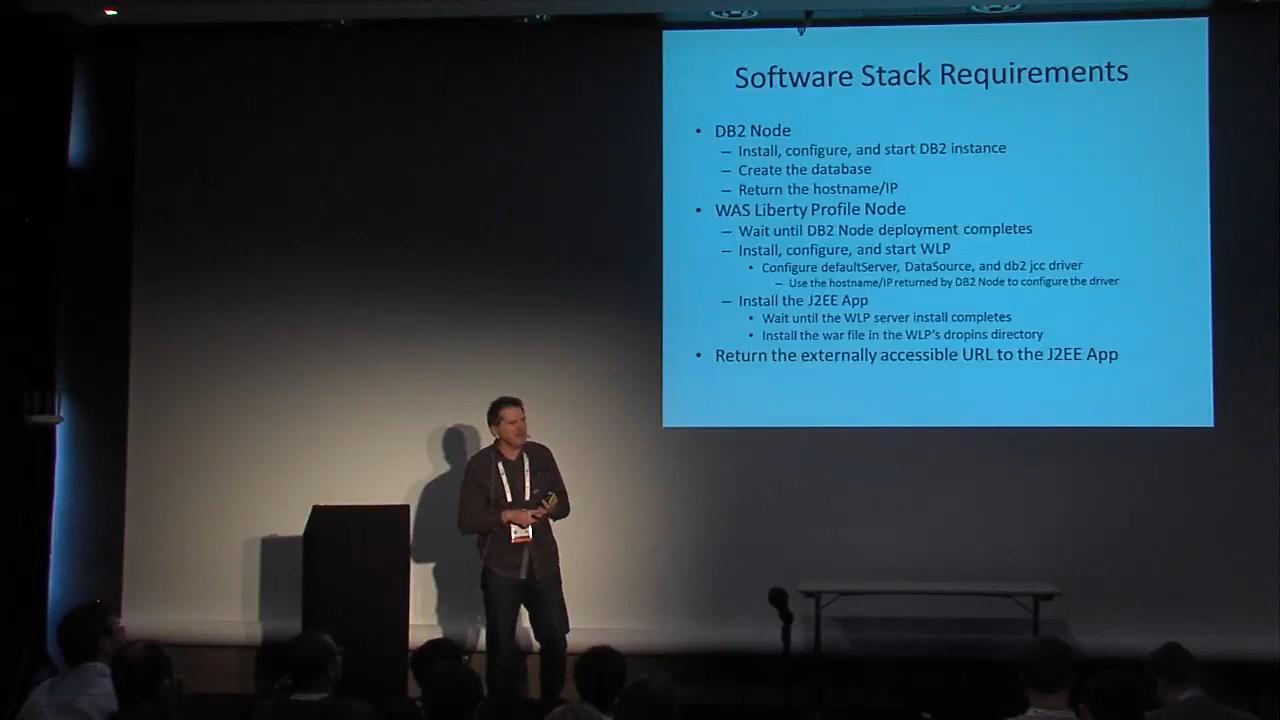 Software Stack Requirements
• DB2 Node
– Install, configure, and start DB2 instance
– Create the database
– Return the hostname/IP
• WAS Liberty Profile Node
– Wait until DB2 Node deployment completes
– Install, configure, and start WLP
• Configure defaultServer, DataSource, and db2 jcc driver
– Use the hostname/IP returned by DB2 Node to configure the driver
– Install the J2EE App
• Wait until the WLP server install completes
• Install the war file in the WLP's dropins directory
• Return the externally accessible URL to the J2EE App